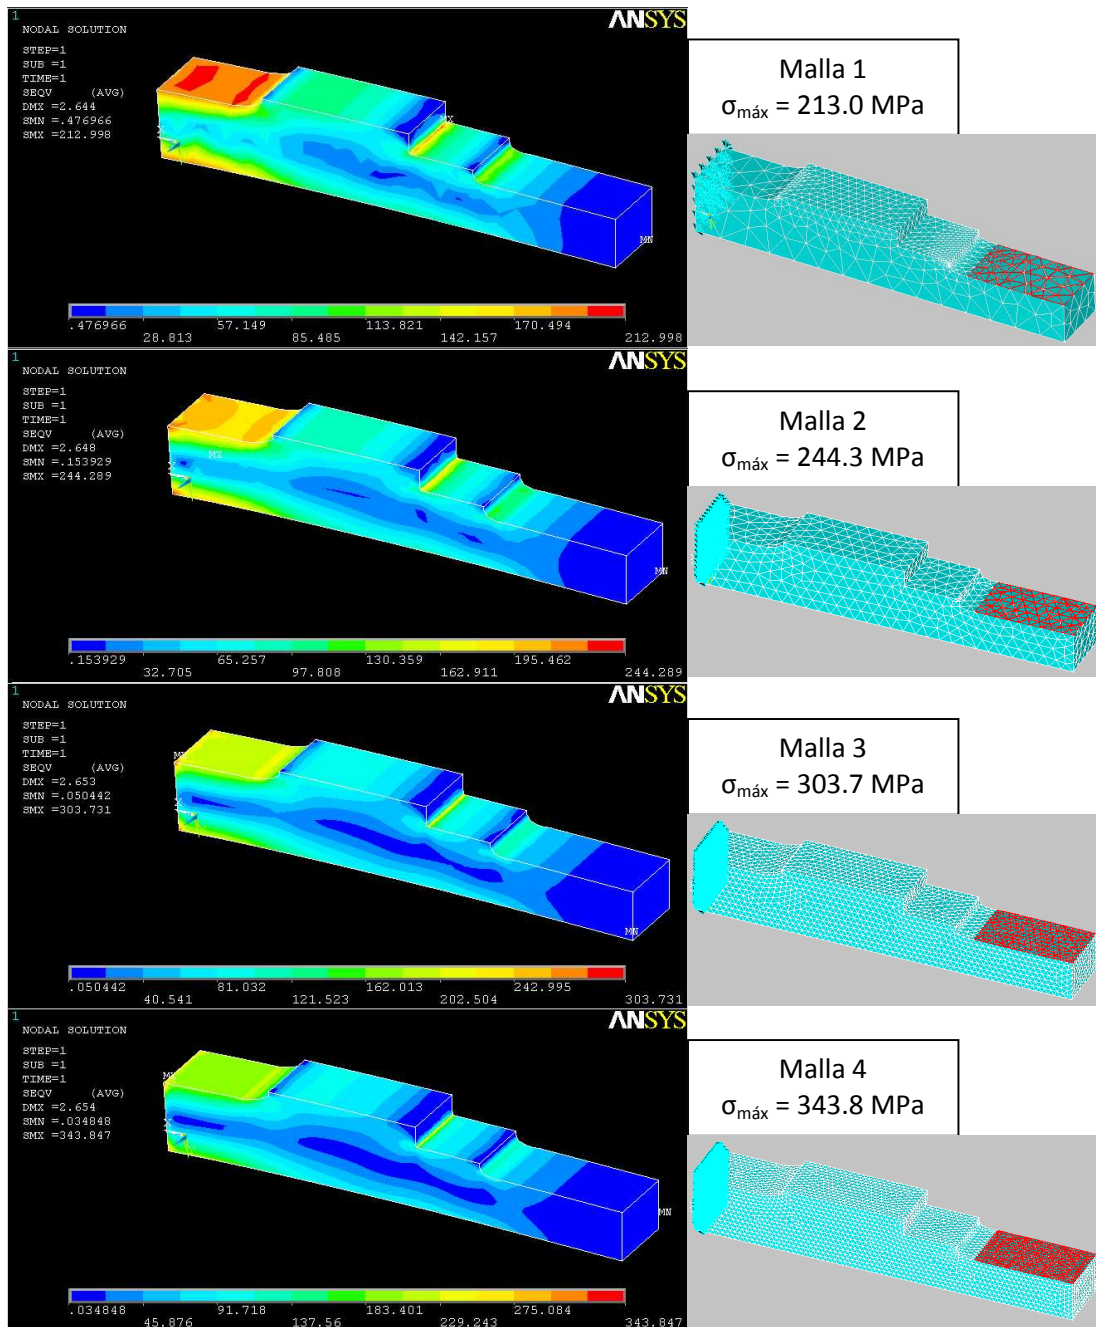 1
ANSYS
NODAL SOLUTION
STEP=1
SUB =1
TIME=1
SEQV (AVG)
DMX =2.644
SMN =.476966
SMX =212.998
MX
MN
.476966 57.149 113.821 170.494
28.813 85.485 142.157 212.998
Malla 1
σmáx = 213.0 MPa
1
ANSYS
NODAL SOLUTION
STEP=1
SUB =1
TIME=1
SEQV (AVG)
DMX =2.648
SMN =.153929
SMX =244.289
MX
MN
.153929 65.257 130.359 195.462
32.705 97.808 162.911 244.289
Malla 2
σmáx = 244.3 MPa
1
ANSYS
NODAL SOLUTION
STEP=1
SUB =1
TIME=1
SEQV (AVG)
DMX =2.653
SMN =.050442
SMX =303.731
MN
.050442 81.032 162.013 242.995
40.541 121.523 202.504 303.731
Malla 3
σmáx = 303.7 MPa
1
ANSYS
NODAL SOLUTION
STEP=1
SUB =1
TIME=1
SEQV (AVG)
DMX =2.654
SMN =.034848
SMX =343.847
MN
.034848 91.718 183.401 275.084
45.876 137.56 229.243 343.847
Malla 4
σmáx = 343.8 MPa